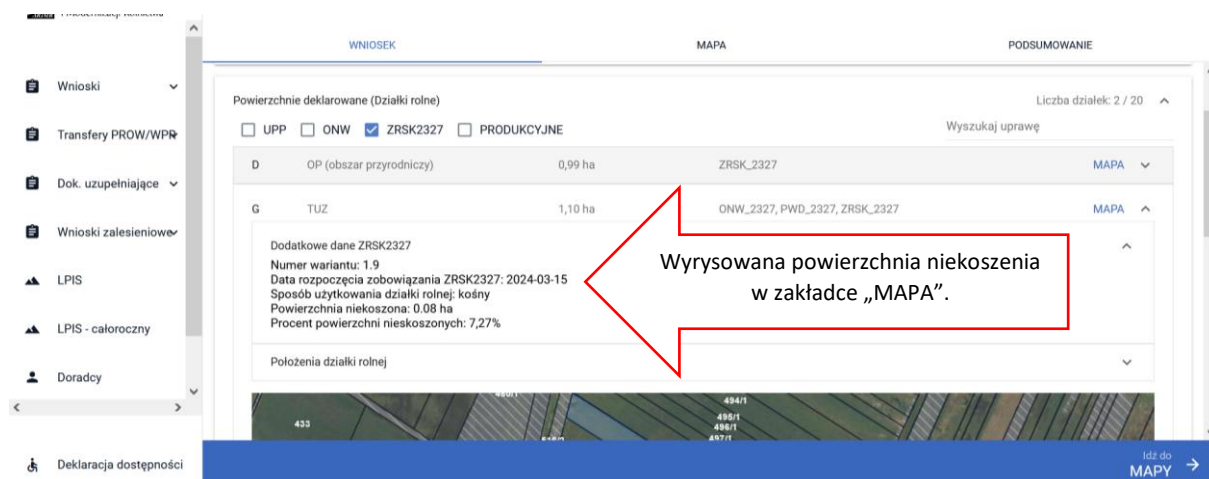 WNIOSEK MAPA PODSUMOWANIE
Wnioski
Transfery PROW/WPR
Dok. uzupełniające
Wnioski zalesieniowe
LPIS
LPIS - całoroczny
Doradcy
Deklaracja dostępności
Powierzchnie deklarowane (Działki rolne) Liczba działek: 2 / 20
UPP ONW ZRSK2327 PRODUKCYJNE Wyszukaj uprawę
D OP (obszar przyrodniczy) 0,99 ha ZRSK_2327 MAPA
G TUZ 1,10 ha ONW_2327, PWD_2327, ZRSK_2327 MAPA
Dodatkowe dane ZRSK2327
Numer wariantu: 1.9
Data rozpoczęcia zobowiązania ZRSK2327: 2024-03-15
Sposób użytkowania działki rolnej: kośny
Powierzchnia niekoszona: 0.08 ha
Procent powierzchni nieskoszonych: 7,27%
Wyrysowana powierzchnia niekoszenia
w zakładce „MAPA”.
Położenia działki rolnej
433
494/1
495/1
496/1
497/1
Idź do
MAPY